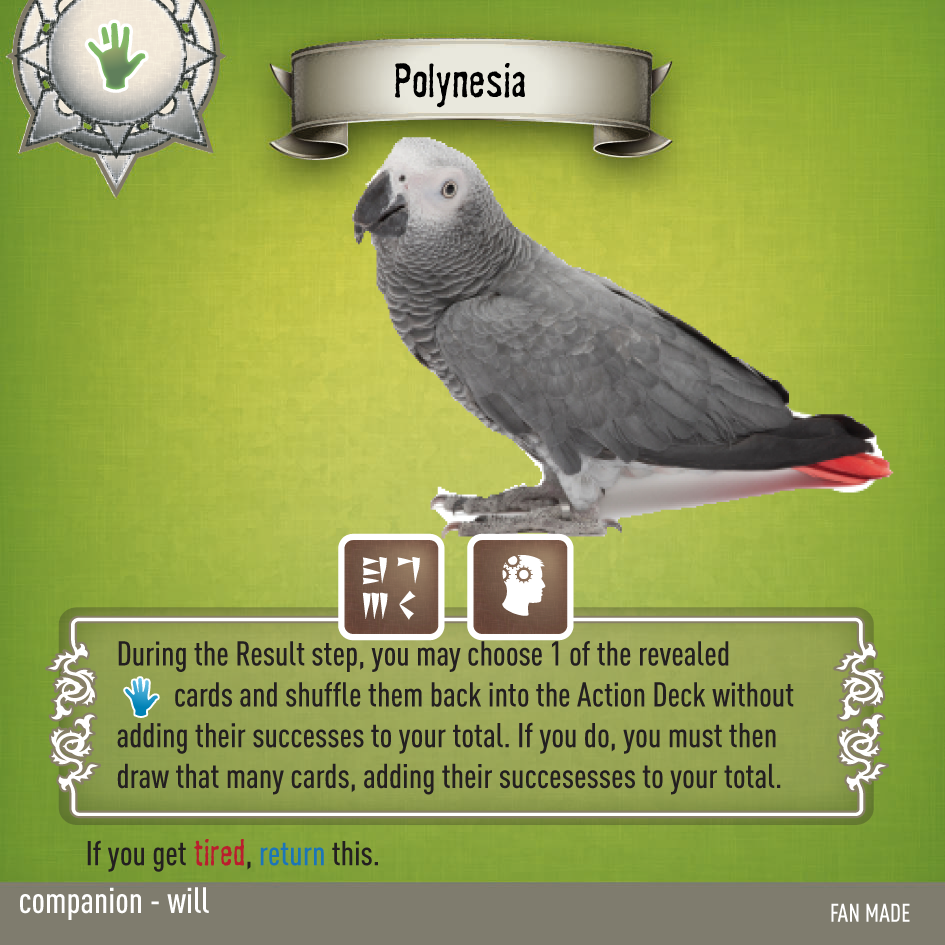 Polynesia
During the Result step, you may choose 1 of the revealed
cards and shuffle them back into the Action Deck without
adding their successes to your total. If you do, you must then
draw that many cards, adding their succesesses to your total.
If you get tired, return this.
companion - will
FAN MADE